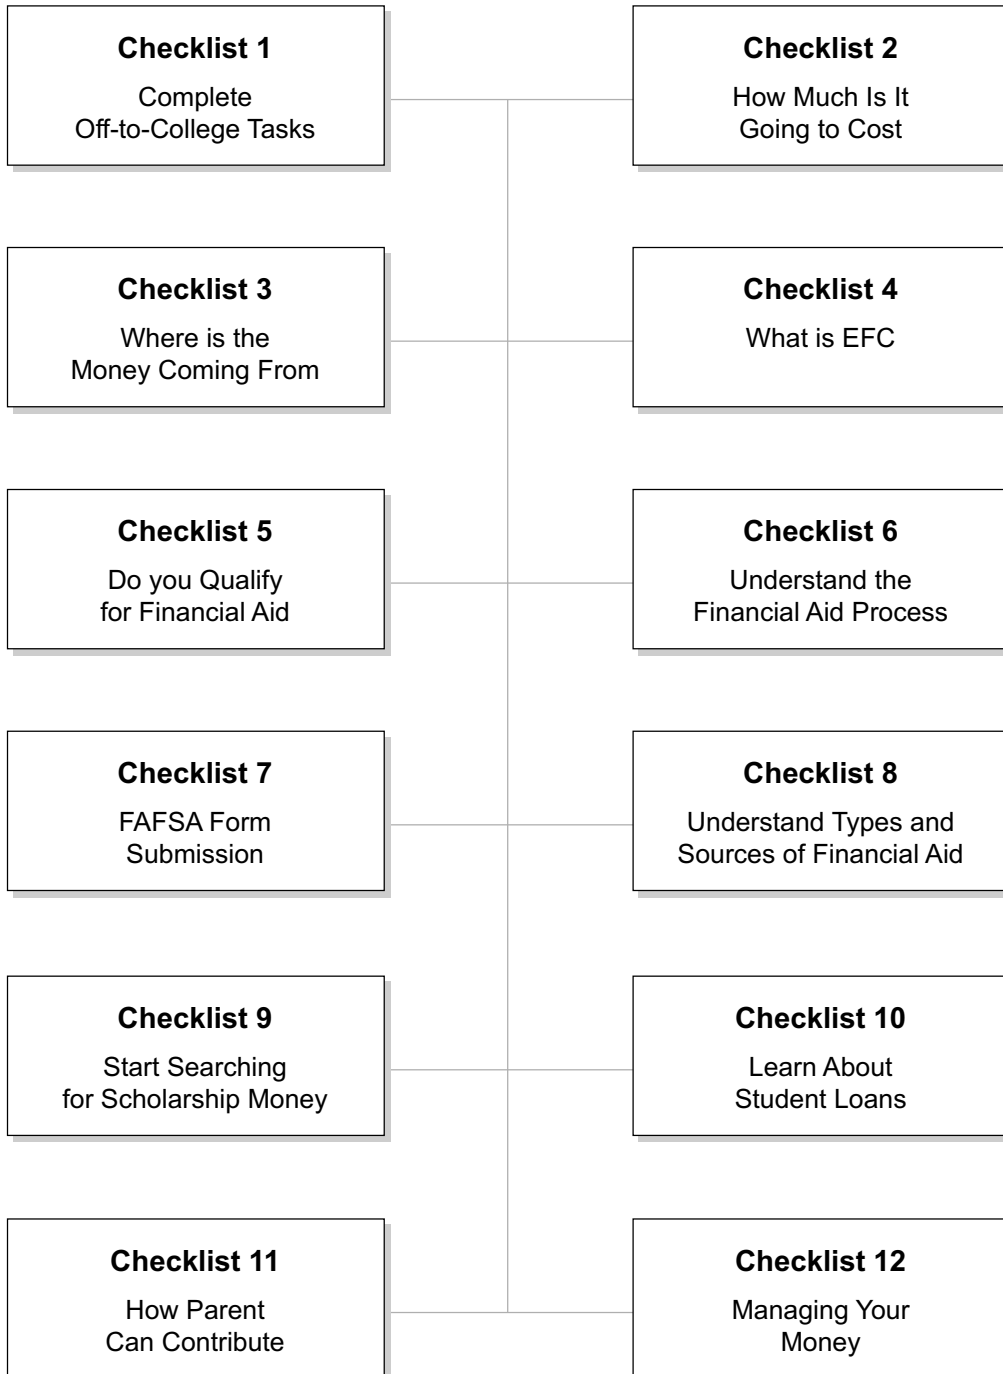 Checklist 1
Complete
Off-to-College Tasks
Checklist 2
How Much Is It
Going to Cost
Checklist 3
Where is the
Money Coming From
Checklist 4
What is EFC
Checklist 5
Do you Qualify
for Financial Aid
Checklist 6
Understand the
Financial Aid Process
Checklist 7
FAFSA Form
Submission
Checklist 8
Understand Types and
Sources of Financial Aid
Checklist 9
Start Searching
for Scholarship Money
Checklist 10
Learn About
Student Loans
Checklist 11
How Parent
Can Contribute
Checklist 12
Managing Your
Money